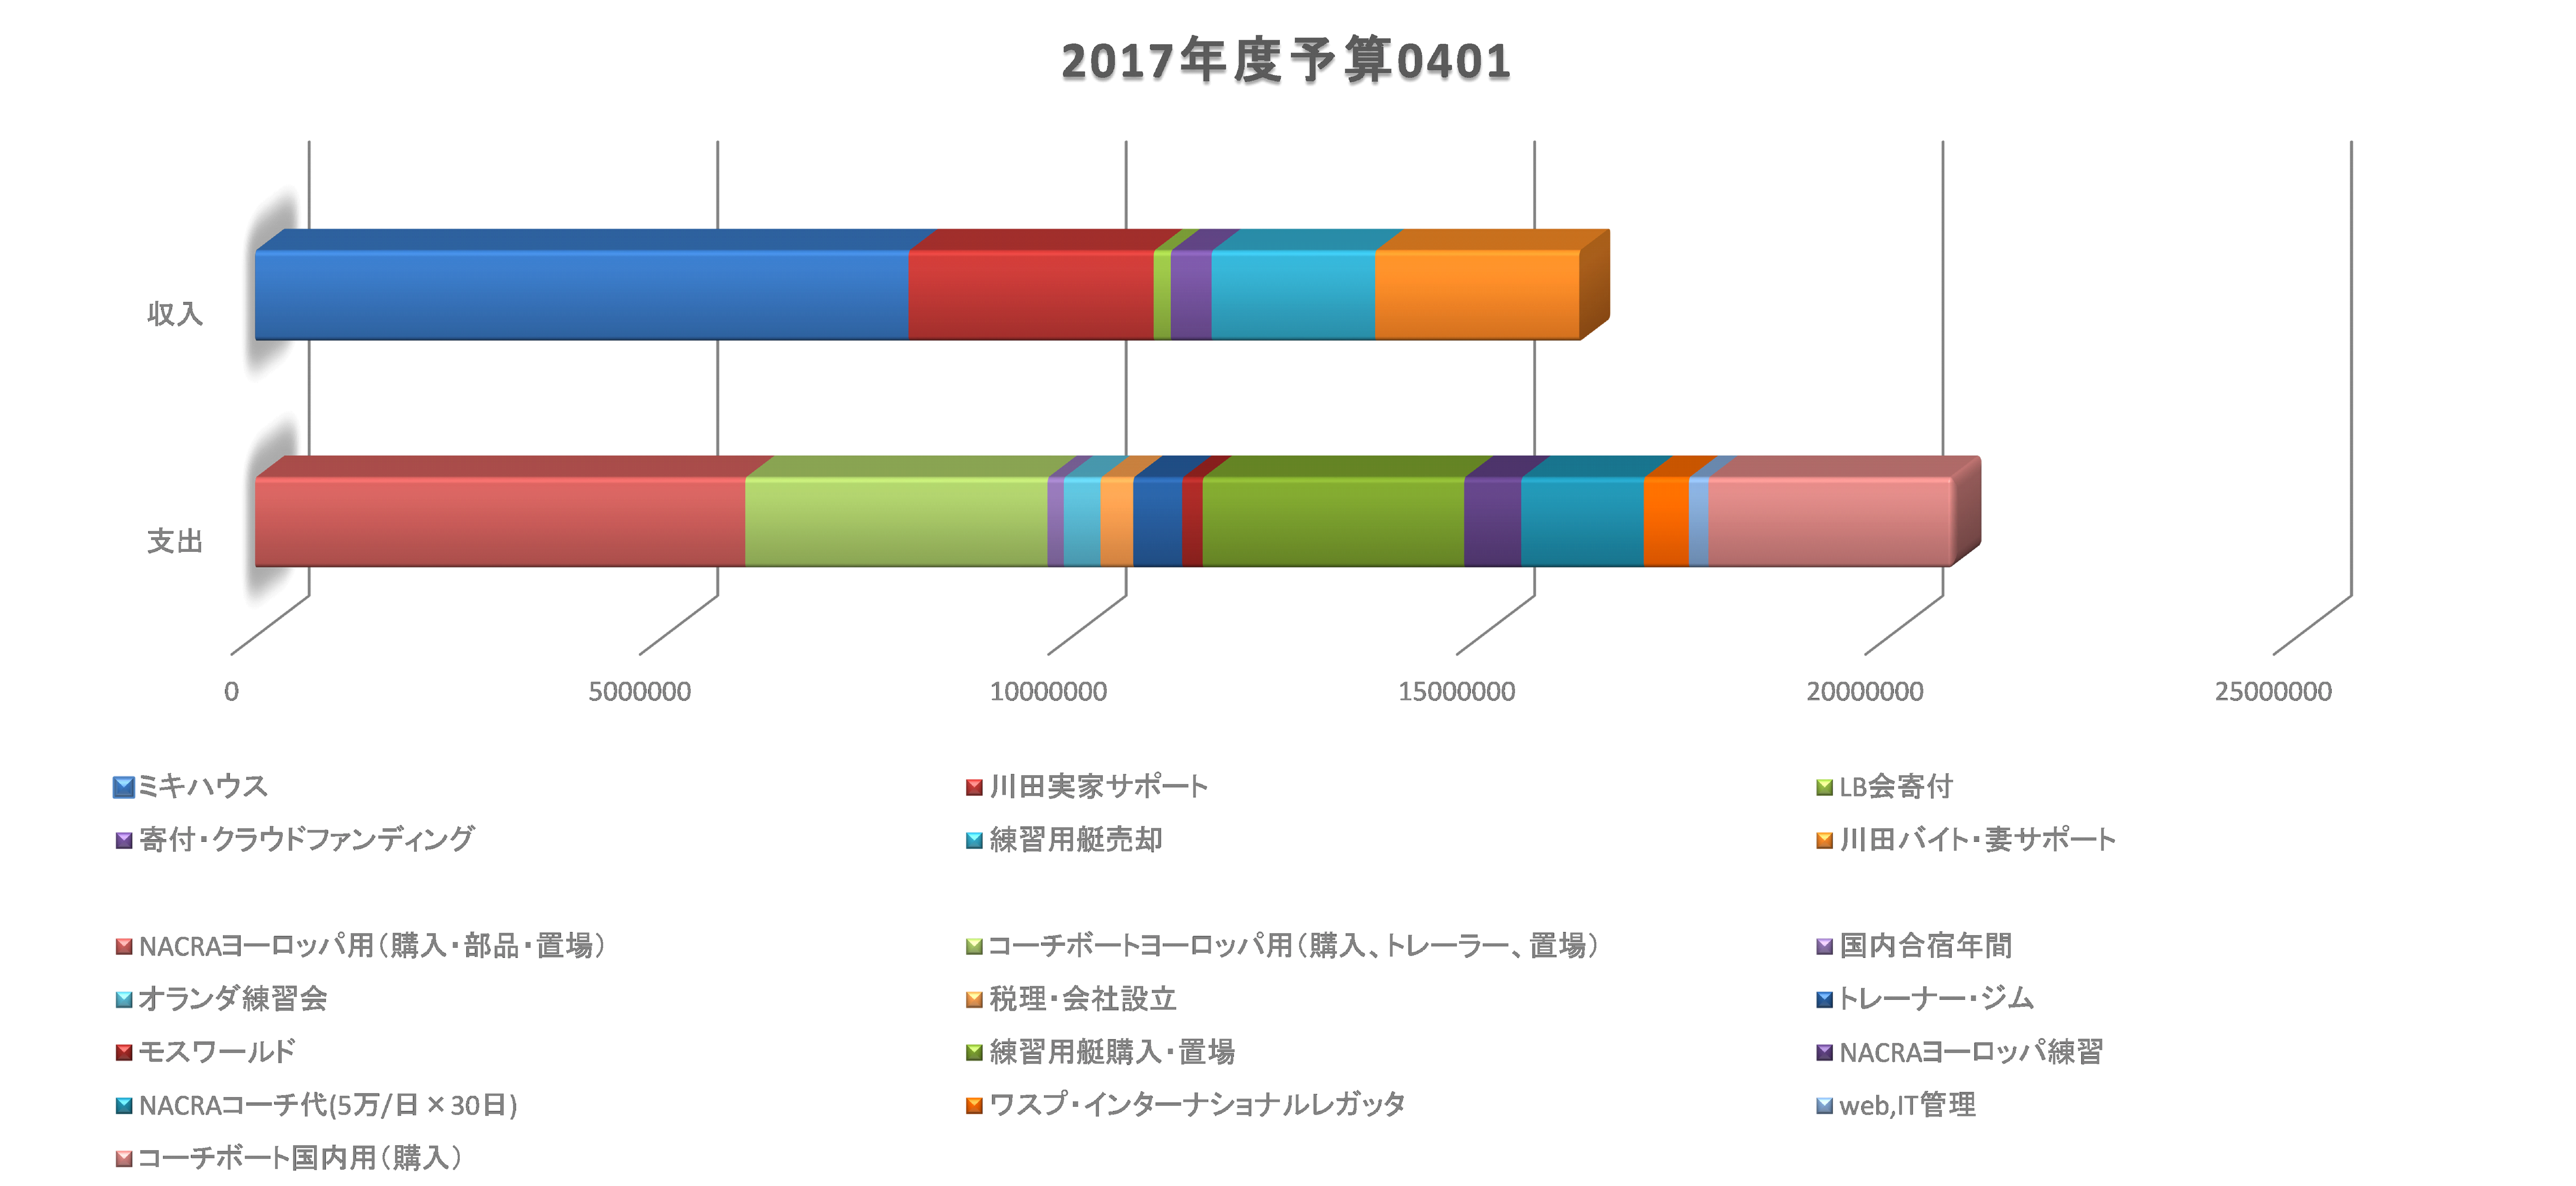 2017年度予算0401
収入
支出
0 5000000 10000000 15000000 20000000 25000000
ミキハウス 川田実家サポート LB会寄付
寄付・クラウドファンディング 練習用艇売却 川田バイト・妻サポート
NACRAヨーロッパ用（購入・部品・置場） コーチボートヨーロッパ用（購入、トレーラー、置場） 国内合宿年間
オランダ練習会 税理・会社設立 トレーナー・ジム
モスワールド 練習用艇購入・置場 NACRAヨーロッパ練習
NACRAコーチ代(5万/日×30日) ワスプ・インターナショナルレガッタ web,IT管理
コーチボート国内用（購入）